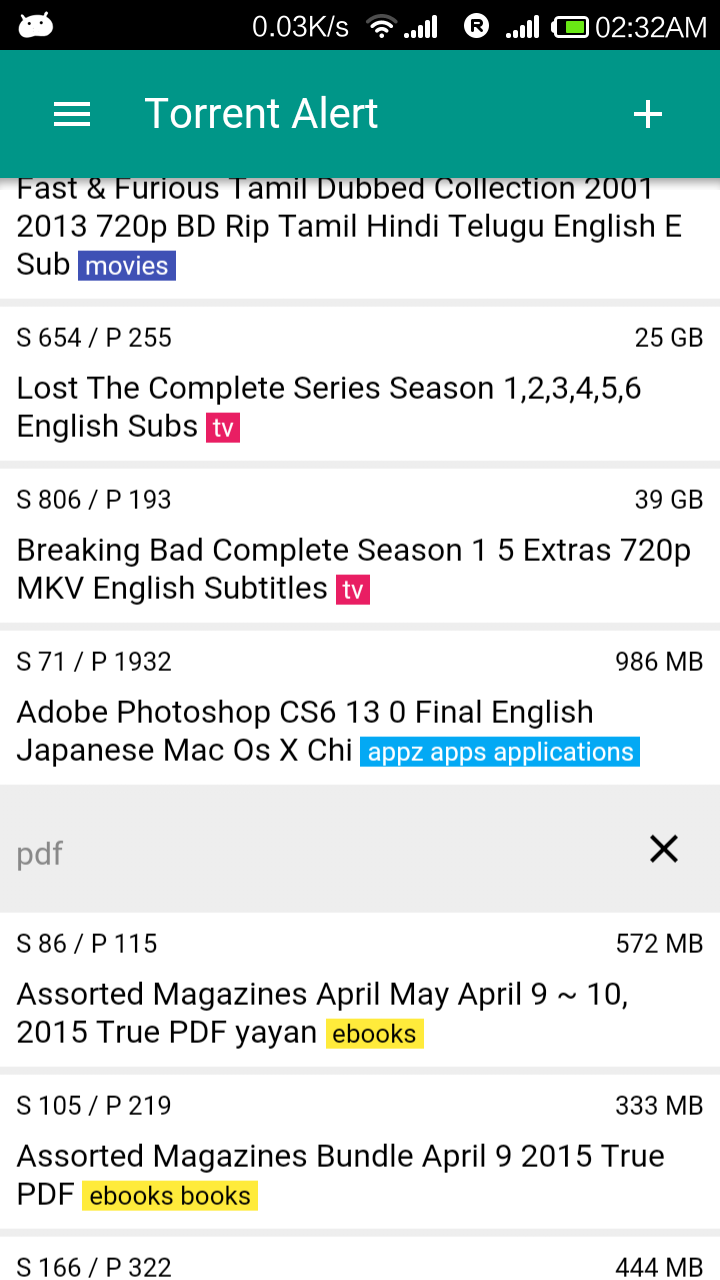 0.03K/s R 02:32AM
Torrent Alert
Fast & Furious Tamil Dubbed Collection 2001
2013 720p BD Rip Tamil Hindi Telugu English E
Sub movies
S 654 / P 255 25 GB
Lost The Complete Series Season 1,2,3,4,5,6
English Subs tv
S 806 / P 193 39 GB
Breaking Bad Complete Season 1 5 Extras 720p
MKV English Subtitles tv
S 71 / P 1932 986 MB
Adobe Photoshop CS6 13 0 Final English
Japanese Mac Os X Chi appz apps applications
pdf
S 86 / P 115 572 MB
Assorted Magazines April May April 9 ~ 10,
2015 True PDF yayan ebooks
S 105 / P 219 333 MB
Assorted Magazines Bundle April 9 2015 True
PDF ebooks books
S 166 / P 322 444 MB